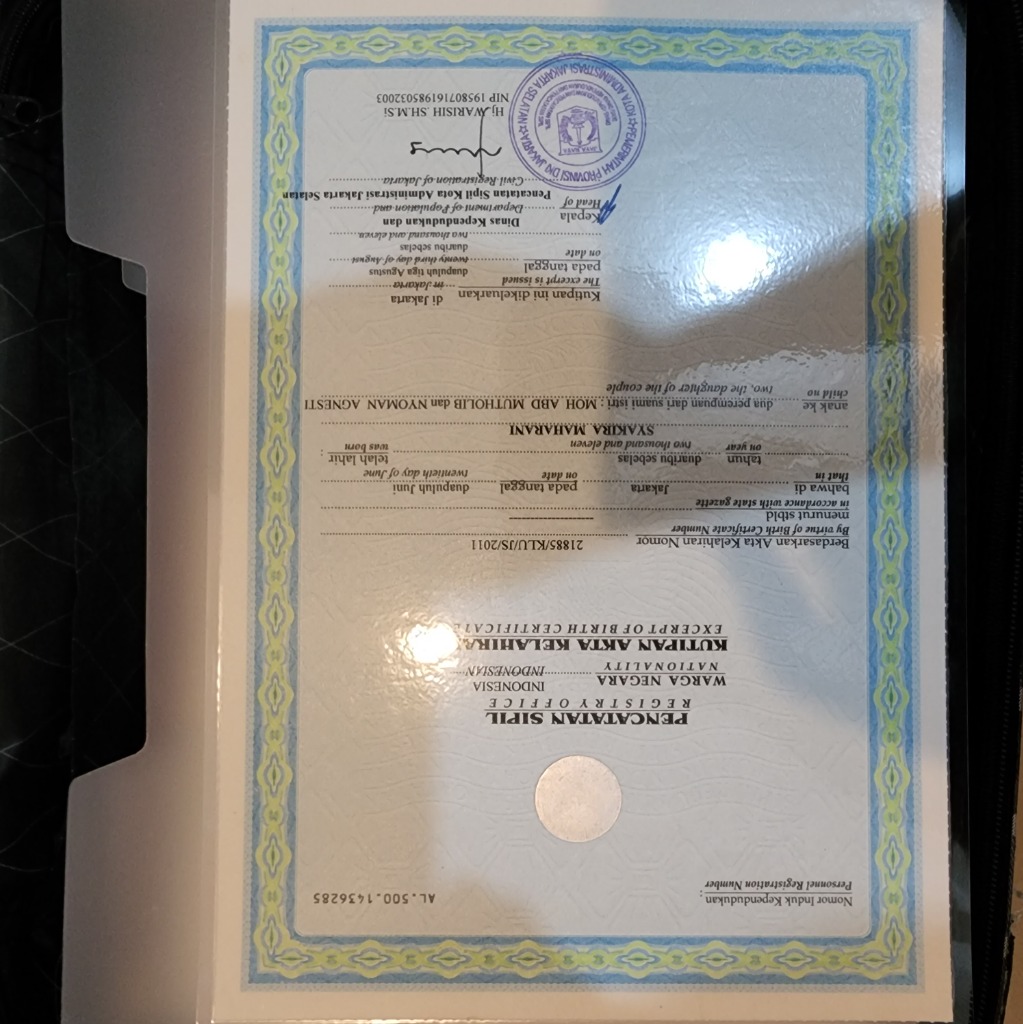 Nomor Induk Kependudukan :
Personnel Registration Number
AL.500.1436285
PENCATATAN SIPIL
REGISTRY OFFICE
WARGA NEGARA INDONESIA
NATIONALITY INDONESIAN
KUTIPAN AKTA KELAHIRAN
EXCERPT OF BIRTH CERTIFICATE
Berdasarkan Akta Kelahiran Nomor 21885/KLU/JS/2011
By virtue of Birth Certificate Number
menurut stbld --------------------
in accordance with state gazette
bahwa di Jakarta pada tanggal duapuluh Juni
that in on date twentieth day of June
tahun duaribu sebelas telah lahir :
on year two thousand and eleven was born
SYAKIRA MAHARANI
anak ke dua perempuan dari suami istri : MOH ABD MUTHOLIB dan NYOMAN AGNESTI
child no two, the daughter of the couple
Kutipan ini dikeluarkan di Jakarta
The excerpt is issued in Jakarta
pada tanggal duapuluh tiga Agustus
on date twenty third day of August
duaribu sebelas
two thousand and eleven
Kepala Dinas Kependudukan dan
Head of Department of Population and
Pencatatan Sipil Kota Administrasi Jakarta Selatan
Civil Registration of Jakarta
PEMERINTAH PROVINSI DKI JAKARTA
KOTA ADMINISTRASI JAKARTA SELATAN
JAYA RAYA
Hj. WARISIH .SH.M.Si
NIP 195807161985032003